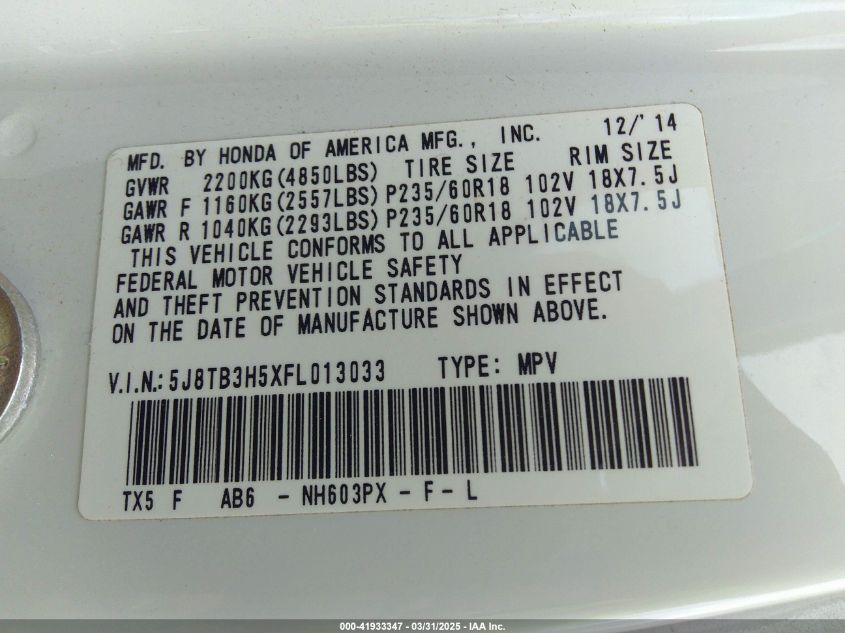 MFD. BY HONDA OF AMERICA MFG., INC. 12/'14
GVWR 2200KG(4850LBS) TIRE SIZE RIM SIZE
GAWR F 1160KG(2557LBS) P235/60R18 102V 18X7.5J
GAWR R 1040KG(2293LBS) P235/60R18 102V 18X7.5J
THIS VEHICLE CONFORMS TO ALL APPLICABLE
FEDERAL MOTOR VEHICLE SAFETY
AND THEFT PREVENTION STANDARDS IN EFFECT
ON THE DATE OF MANUFACTURE SHOWN ABOVE.
V.I.N.: 5J8TB3H5XFL013033 TYPE: MPV
TX5 F AB6 - NH603PX - F - L
000-41933347 - 03/31/2025 - IAA Inc.